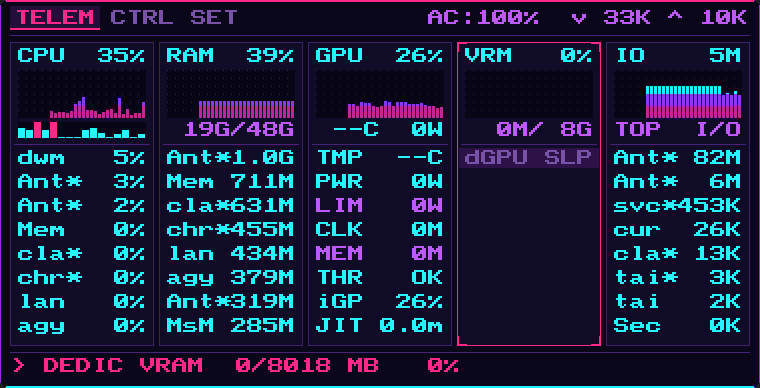 TELEM CTRL SET AC:100% v 33K ^ 10K
CPU 35% RAM 39% GPU 26% VRM 0% IO 5M
19G/48G --C 0W 0M/ 8G TOP I/O
dwm 5% Ant*1.0G TMP --C dGPU SLP Ant* 82M
Ant* 3% Mem 711M PWR 0W Ant* 6M
Ant* 2% cla*631M LIM 0W svc*453K
Mem 0% chr*455M CLK 0M cur 26K
cla* 0% lan 434M MEM 0M cla* 13K
chr* 0% agy 379M THR OK tai* 3K
lan 0% Ant*319M iGP 26% tai 2K
agy 0% MsM 285M JIT 0.0m Sec 0K
> DEDIC VRAM 0/8018 MB 0%